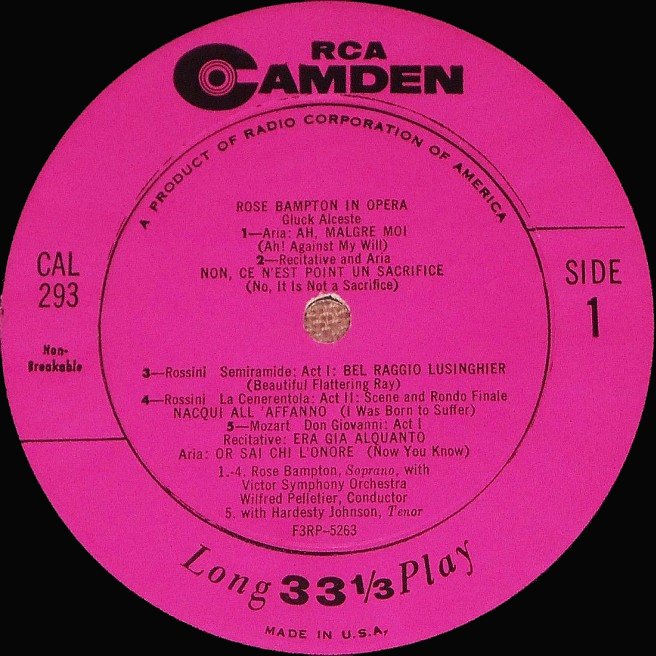 RCA
CAMDEN
A PRODUCT OF RADIO CORPORATION OF AMERICA
ROSE BAMPTON IN OPERA
Gluck Alceste
1—Aria: AH, MALGRE MOI
(Ah! Against My Will)
2—Recitative and Aria
NON, CE N'EST POINT UN SACRIFICE
(No, It Is Not a Sacrifice)
CAL
293
SIDE
1
Non-
Breakable
3—Rossini Semiramide: Act I: BEL RAGGIO LUSINGHIER
(Beautiful Flattering Ray)
4—Rossini La Cenerentola: Act II: Scene and Rondo Finale
NACQUI ALL 'AFFANNO (I Was Born to Suffer)
5—Mozart Don Giovanni: Act I
Recitative: ERA GIA ALQUANTO
Aria: OR SAI CHI L'ONORE (Now You Know)
1.-4. Rose Bampton, Soprano, with
Victor Symphony Orchestra
Wilfred Pelletier, Conductor
5. with Hardesty Johnson, Tenor
F3RP-5263
Long 33 1/3 Play
MADE IN U.S.A.